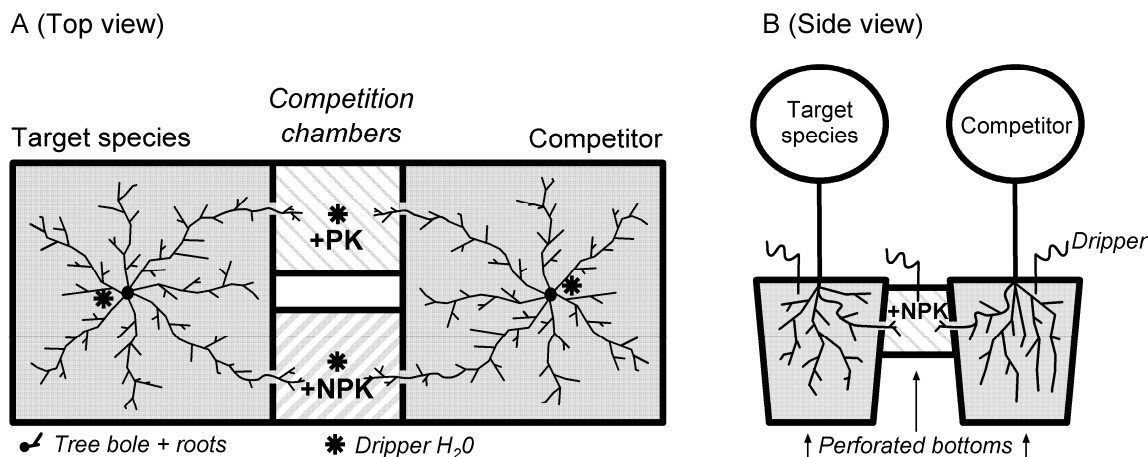 A (Top view)
Competition
chambers
Target species
Competitor
+PK
+NPK
Tree bole + roots
Dripper H20
B (Side view)
Target
species
Competitor
Dripper
+NPK
Perforated bottoms